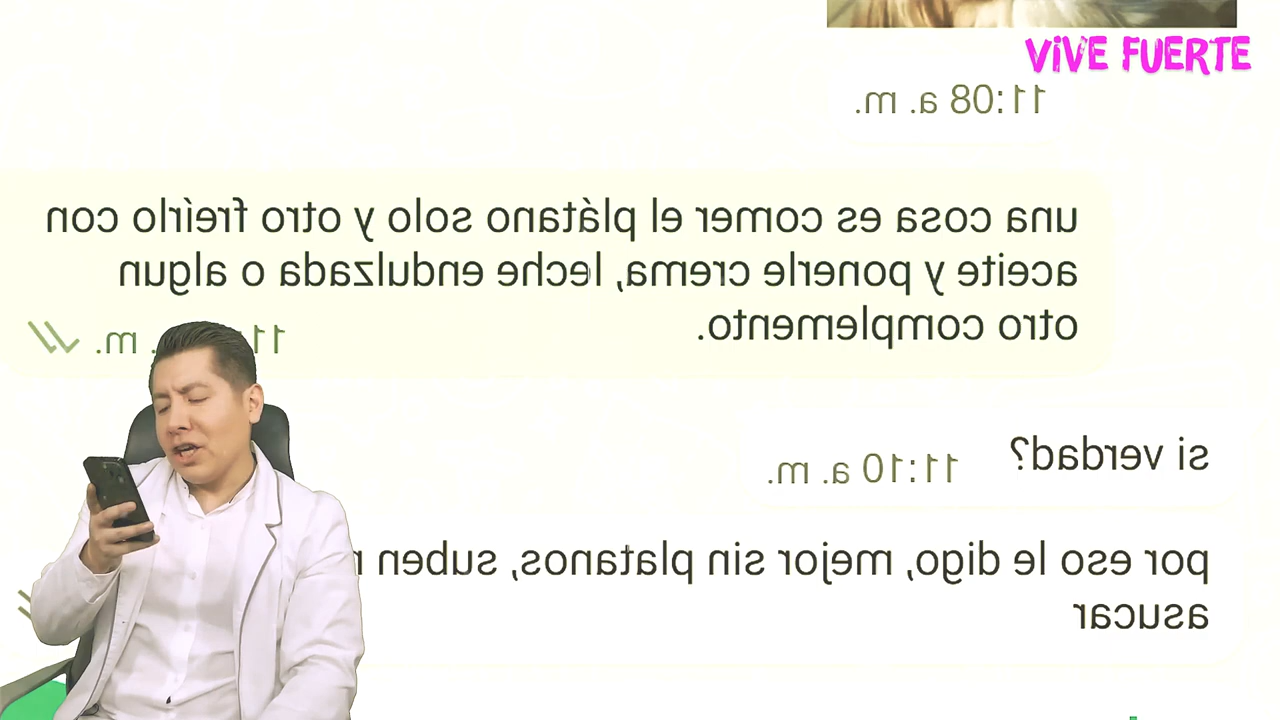 VIVE FUERTE
11:08 a. m.
una cosa es comer el plátano solo y otro freírlo con
aceite y ponerle crema, leche endulzada o algun
otro complemento.
si verdad?
11:10 a. m.
por eso le digo, mejor sin platanos, suben
asucar